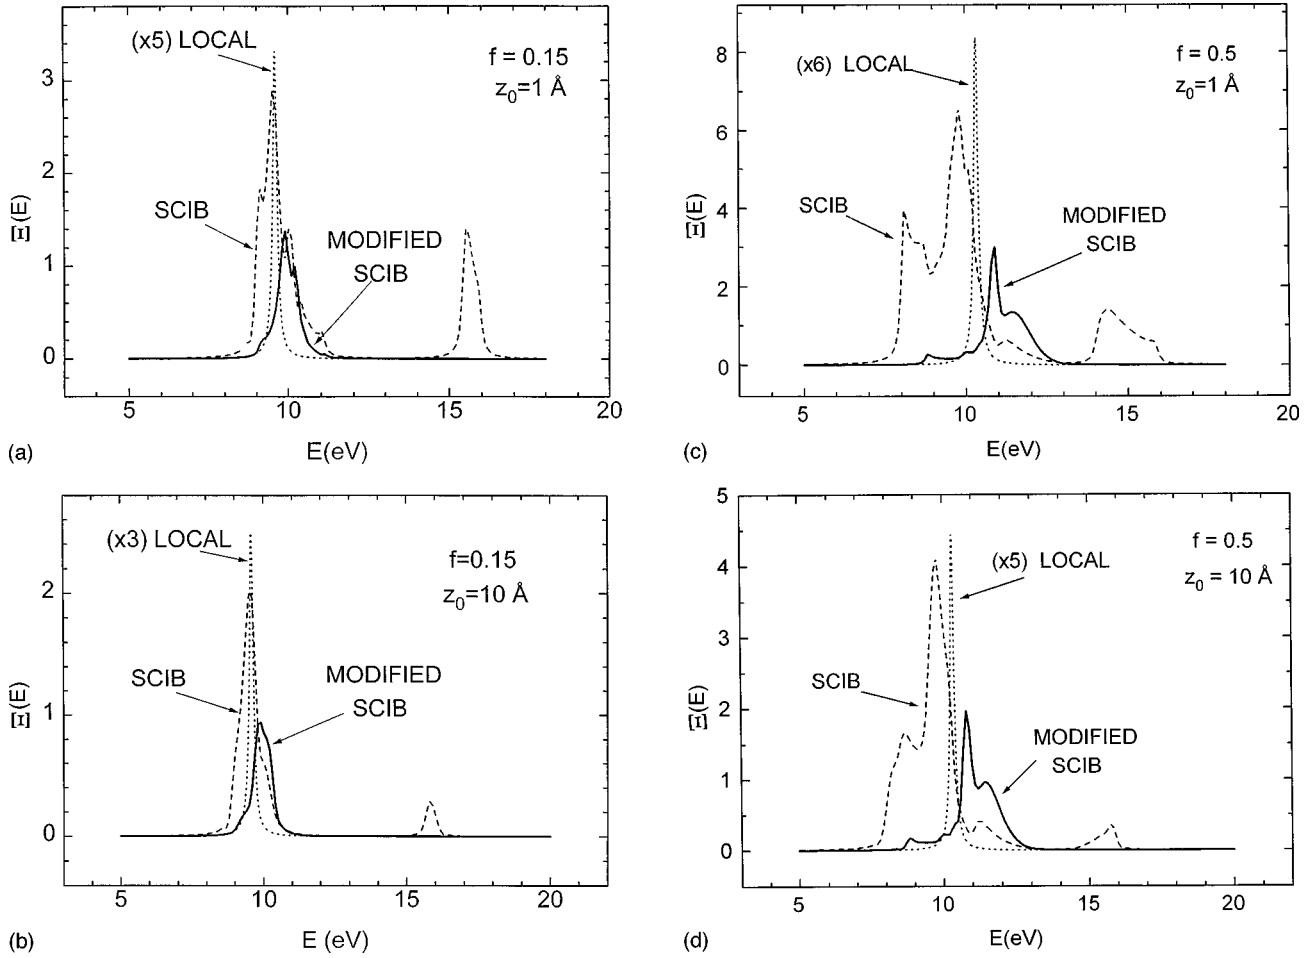 (x5) LOCAL
f = 0.15
z0=1 Å
SCIB
MODIFIED
SCIB
3
2
1
0
Ξ(E)
5
10
15
20
(a)
E(eV)
(x6) LOCAL
f = 0.5
z0=1 Å
SCIB
MODIFIED
SCIB
8
6
4
2
0
Ξ(E)
5
10
15
20
(c)
E(eV)
(x3) LOCAL
f=0.15
z0=10 Å
SCIB
MODIFIED
SCIB
2
1
0
Ξ(E)
5
10
15
20
(b)
E (eV)
(x5) LOCAL
f = 0.5
z0 = 10 Å
SCIB
MODIFIED
SCIB
5
4
3
2
1
0
Ξ(E)
5
10
15
20
(d)
E(eV)